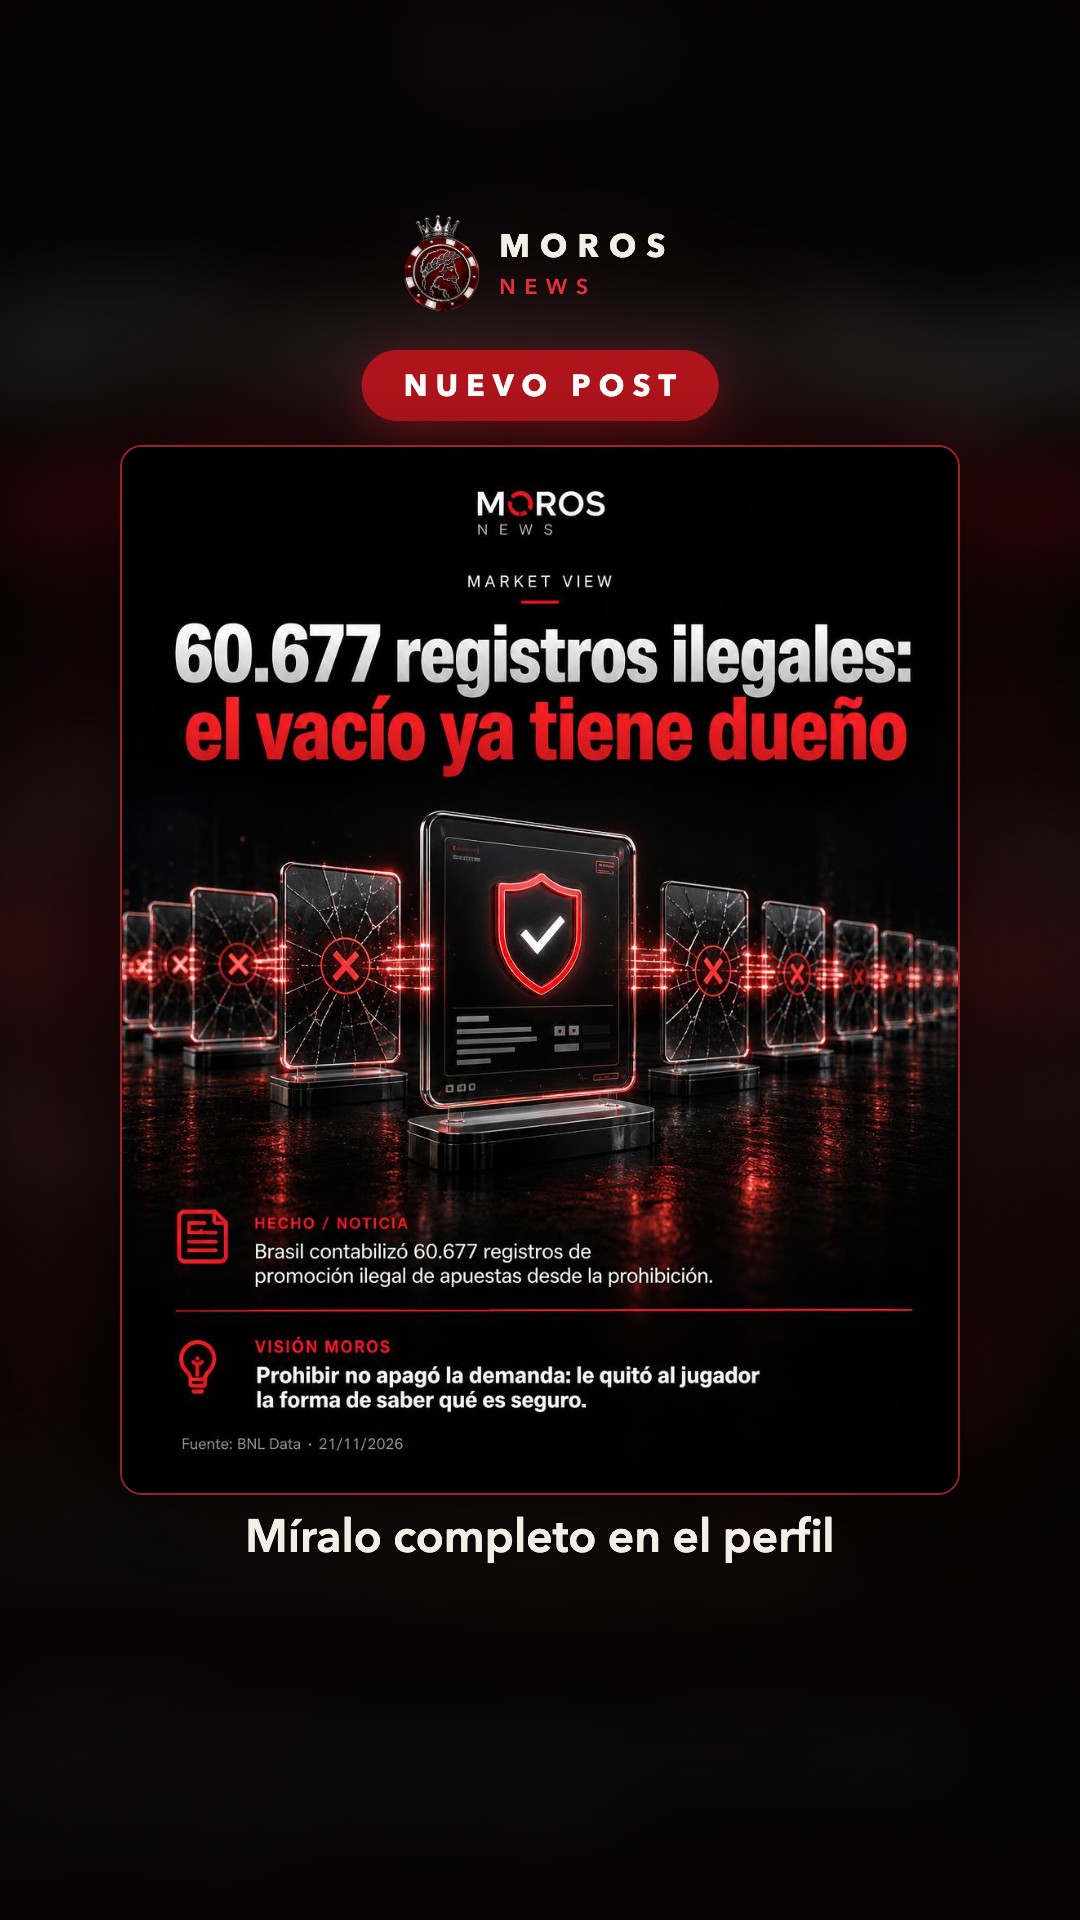 MOROS
NEWS
NUEVO POST
MOROS
NEWS
MARKET VIEW
60.677 registros ilegales:
el vacío ya tiene dueño
HECHO / NOTICIA
Brasil contabilizó 60.677 registros de
promoción ilegal de apuestas desde la prohibición.
VISIÓN MOROS
Prohibir no apagó la demanda: le quitó al jugador
la forma de saber qué es seguro.
Fuente: BNL Data · 21/11/2026
Míralo completo en el perfil